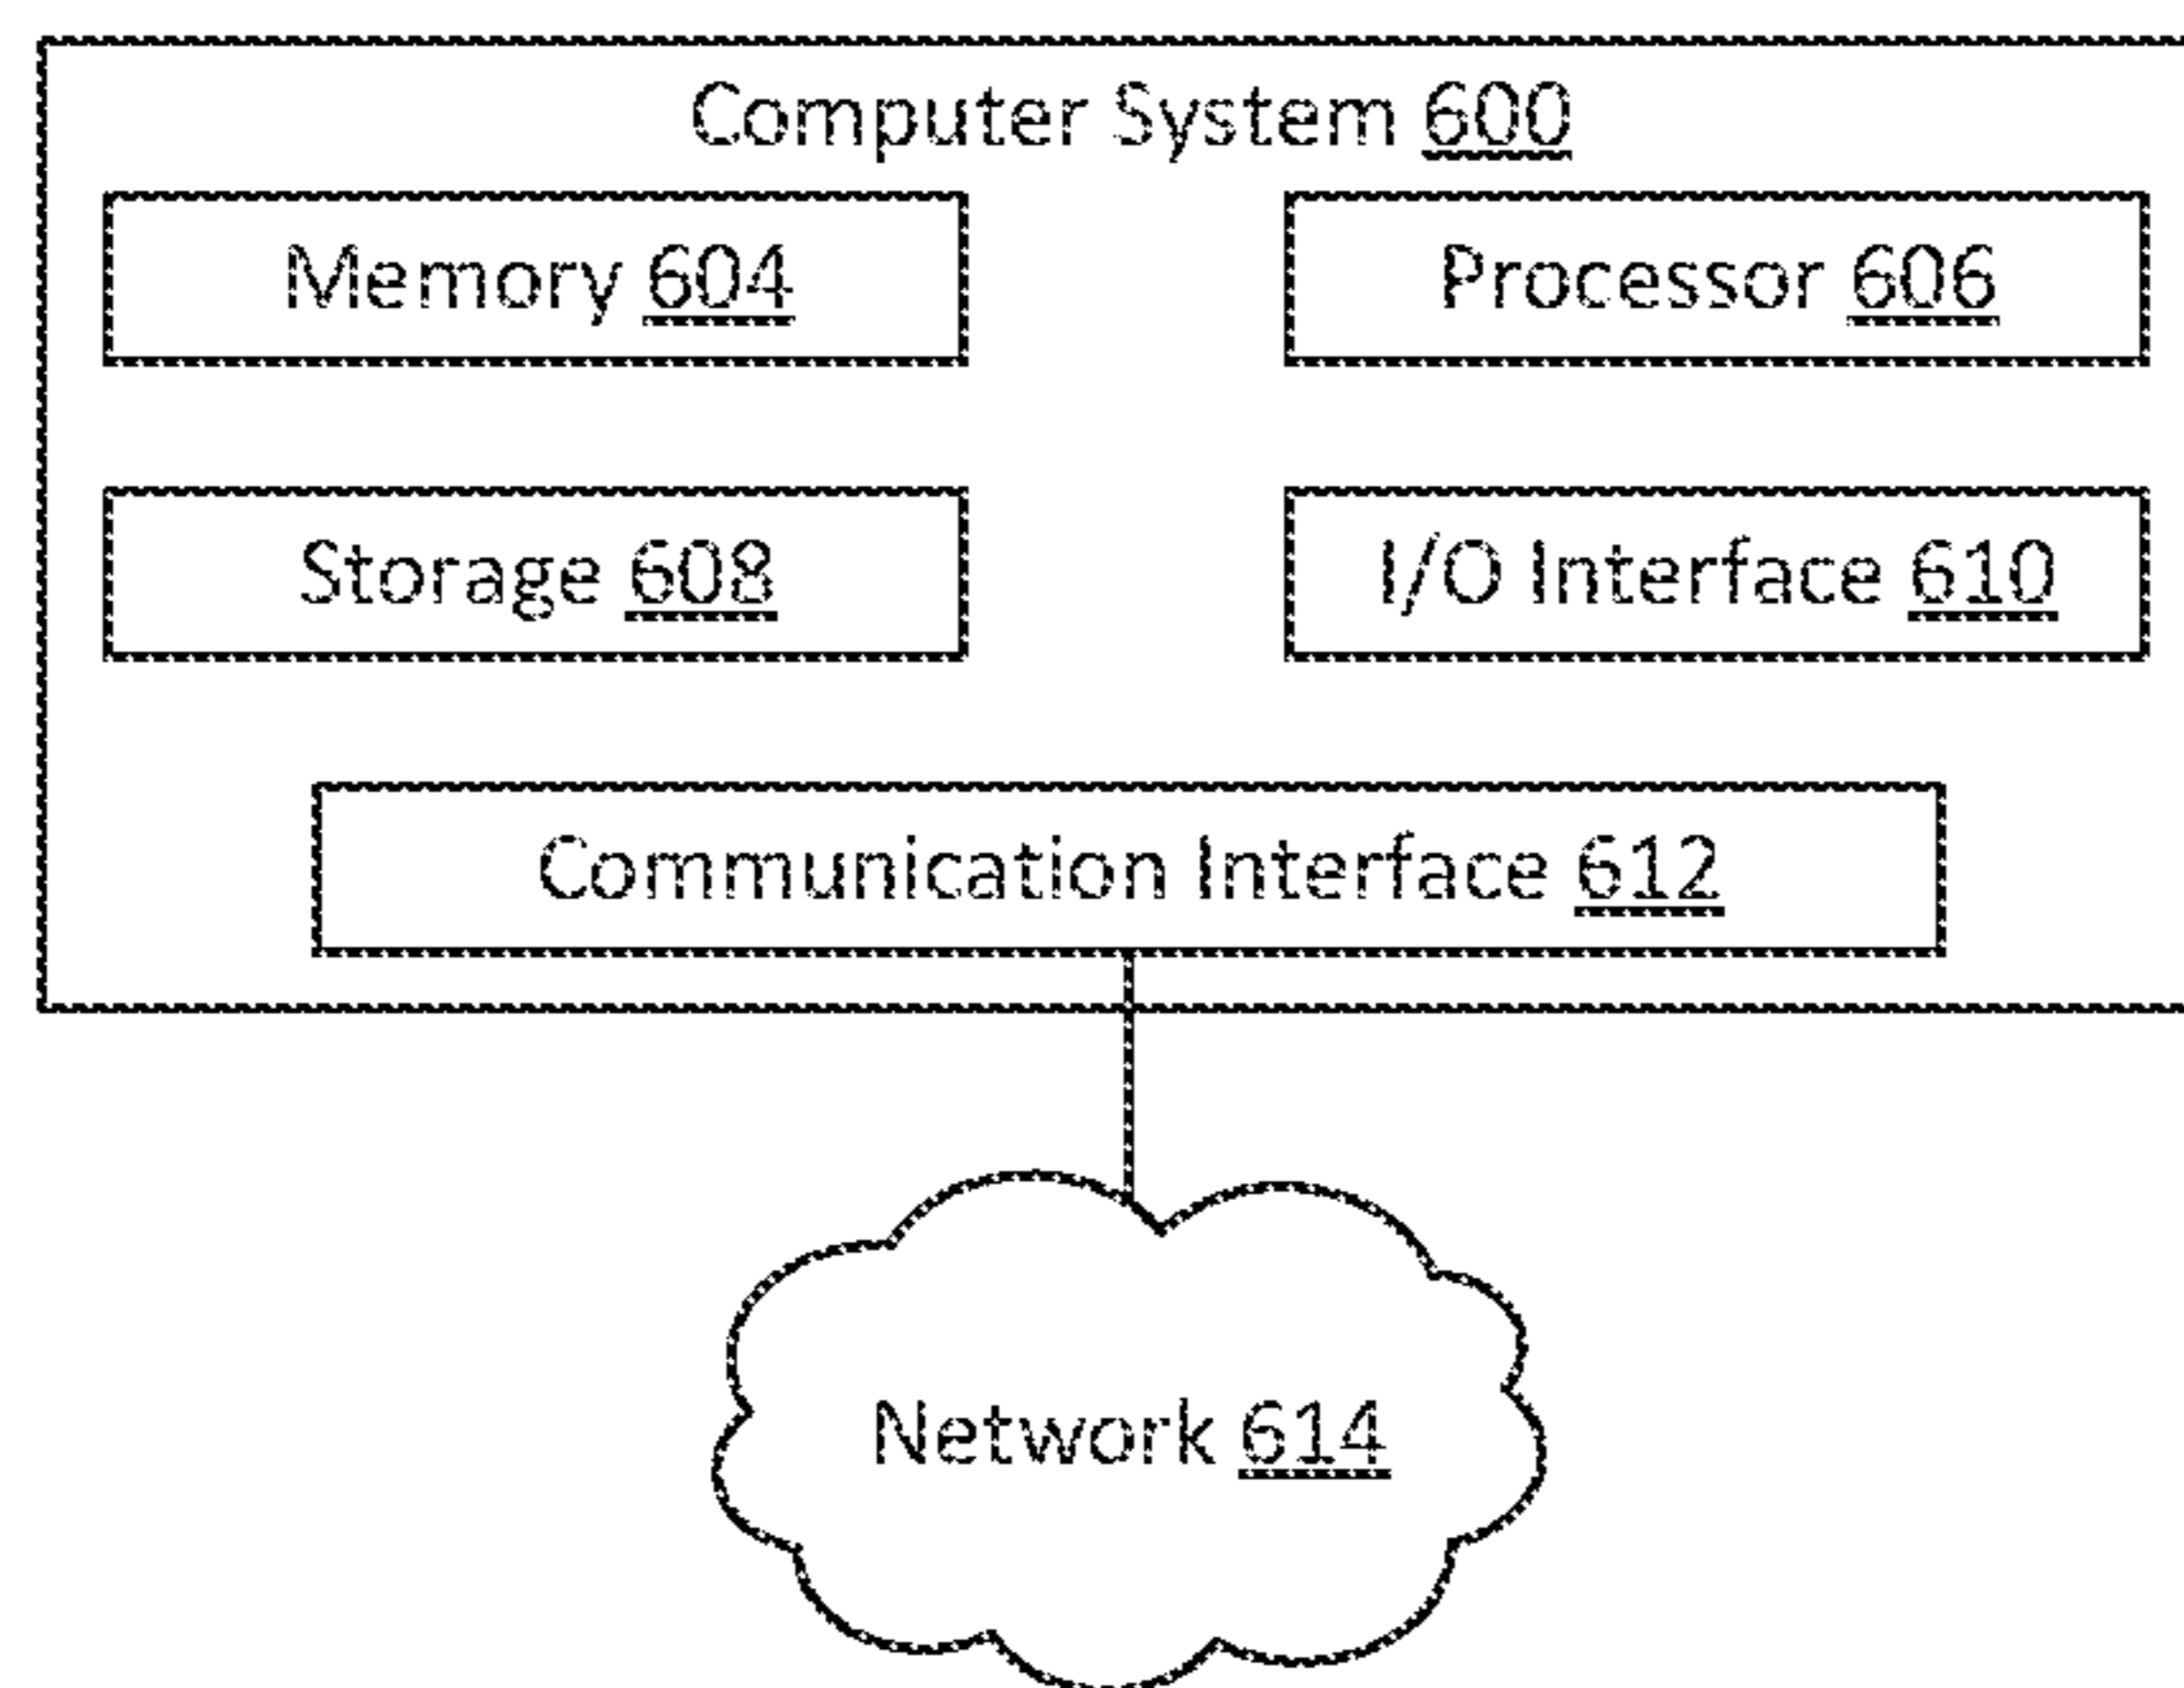 Computer System 600
Memory 604
Processor 606
Storage 608
I/O Interface 610
Communication Interface 612
Network 614